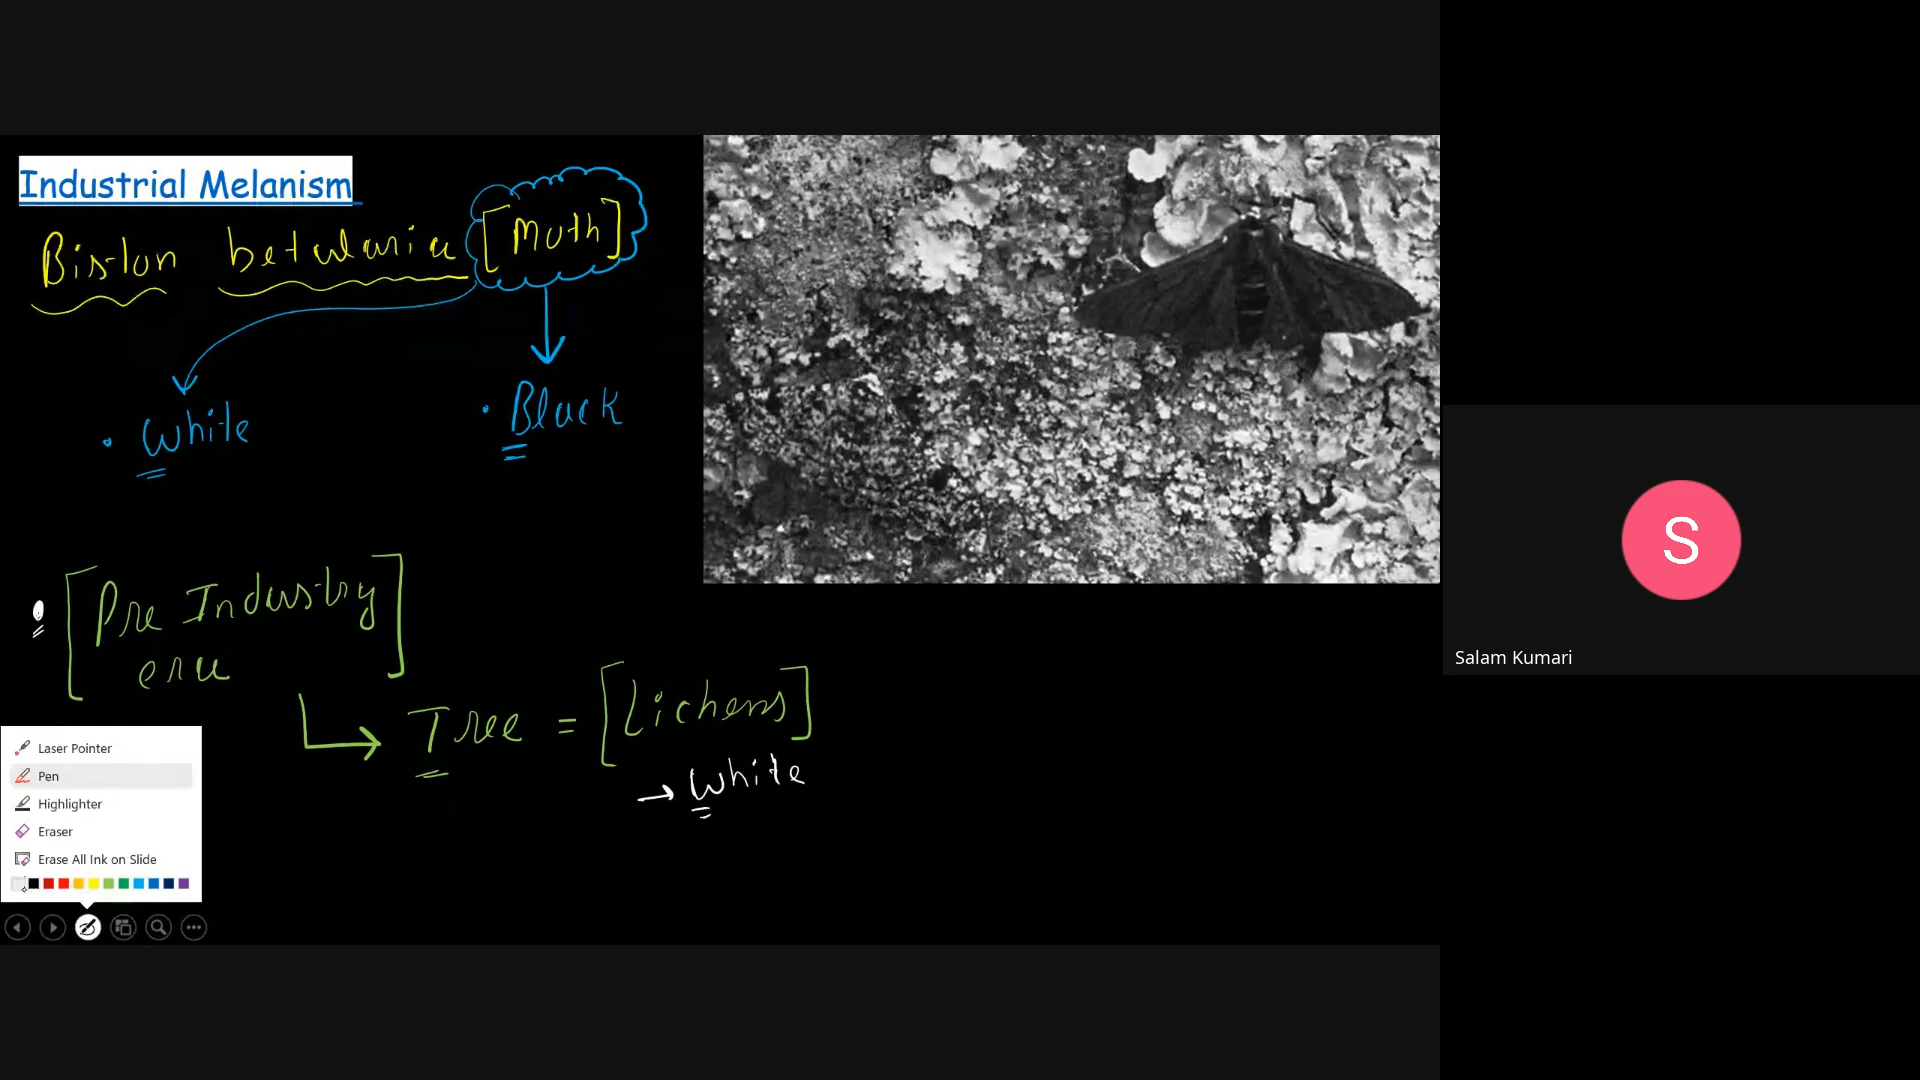 Industrial Melanism
Biston betularia [Moth]
• White
• Black
• [Pre Industry
era]
Tree = [Lichens]
→ White
Laser Pointer
Pen
Highlighter
Eraser
Erase All Ink on Slide
S
Salam Kumari